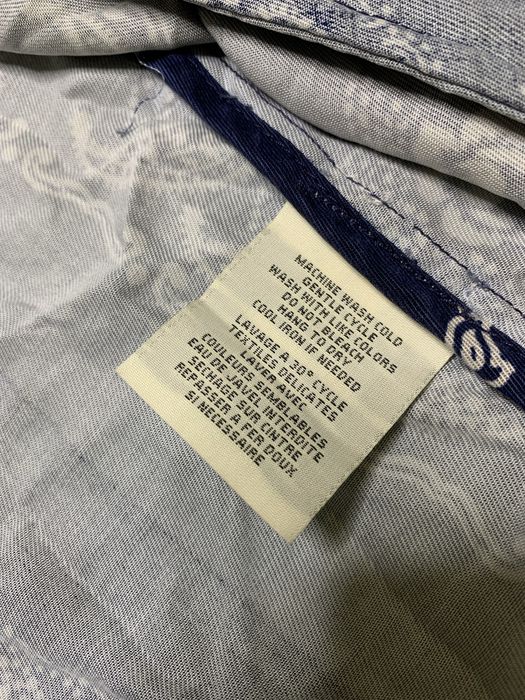 MACHINE WASH COLD
GENTLE CYCLE
WASH WITH LIKE COLORS
DO NOT BLEACH
HANG TO DRY
COOL IRON IF NEEDED
LAVAGE A 30° CYCLE
TEXTILES DELICATES
LAVER AVEC
COULEURS SEMBLABLES
EAU DE JAVEL INTERDITE
SECHAGE SUR CINTRE
REPASSER A FER DOUX
SI NECESSAIRE